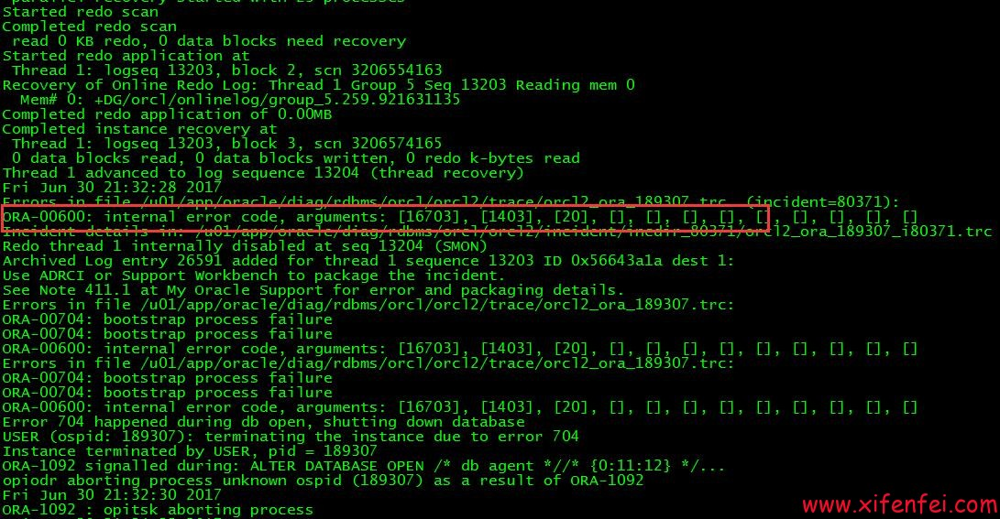 parallel recovery started with 29 processes
Started redo scan
Completed redo scan
 read 0 KB redo, 0 data blocks need recovery
Started redo application at
 Thread 1: logseq 13203, block 2, scn 3206554163
Recovery of Online Redo Log: Thread 1 Group 5 Seq 13203 Reading mem 0
  Mem# 0: +DG/orcl/onlinelog/group_5.259.921631135
Completed redo application of 0.00MB
Completed instance recovery at
 Thread 1: logseq 13203, block 3, scn 3206574165
 0 data blocks read, 0 data blocks written, 0 redo k-bytes read
Thread 1 advanced to log sequence 13204 (thread recovery)
Fri Jun 30 21:32:28 2017
Errors in file /u01/app/oracle/diag/rdbms/orcl/orcl2/trace/orcl2_ora_189307.trc  (incident=80371):
ORA-00600: internal error code, arguments: [16703], [1403], [20], [], [], [], [], [], [], [], [], []
Incident details in: /u01/app/oracle/diag/rdbms/orcl/orcl2/incident/incdir_80371/orcl2_ora_189307_i80371.trc
Redo thread 1 internally disabled at seq 13204 (SMON)
Archived Log entry 26591 added for thread 1 sequence 13203 ID 0x56643a1a dest 1:
Use ADRCI or Support Workbench to package the incident.
See Note 411.1 at My Oracle Support for error and packaging details.
Errors in file /u01/app/oracle/diag/rdbms/orcl/orcl2/trace/orcl2_ora_189307.trc:
ORA-00704: bootstrap process failure
ORA-00704: bootstrap process failure
ORA-00600: internal error code, arguments: [16703], [1403], [20], [], [], [], [], [], [], [], [], []
Errors in file /u01/app/oracle/diag/rdbms/orcl/orcl2/trace/orcl2_ora_189307.trc:
ORA-00704: bootstrap process failure
ORA-00704: bootstrap process failure
ORA-00600: internal error code, arguments: [16703], [1403], [20], [], [], [], [], [], [], [], [], []
Error 704 happened during db open, shutting down database
USER (ospid: 189307): terminating the instance due to error 704
Instance terminated by USER, pid = 189307
ORA-1092 signalled during: ALTER DATABASE OPEN /* db agent *//* {0:11:12} */...
opiodr aborting process unknown ospid (189307) as a result of ORA-1092
Fri Jun 30 21:32:30 2017
ORA-1092 : opitsk aborting process
www.xifenfei.com